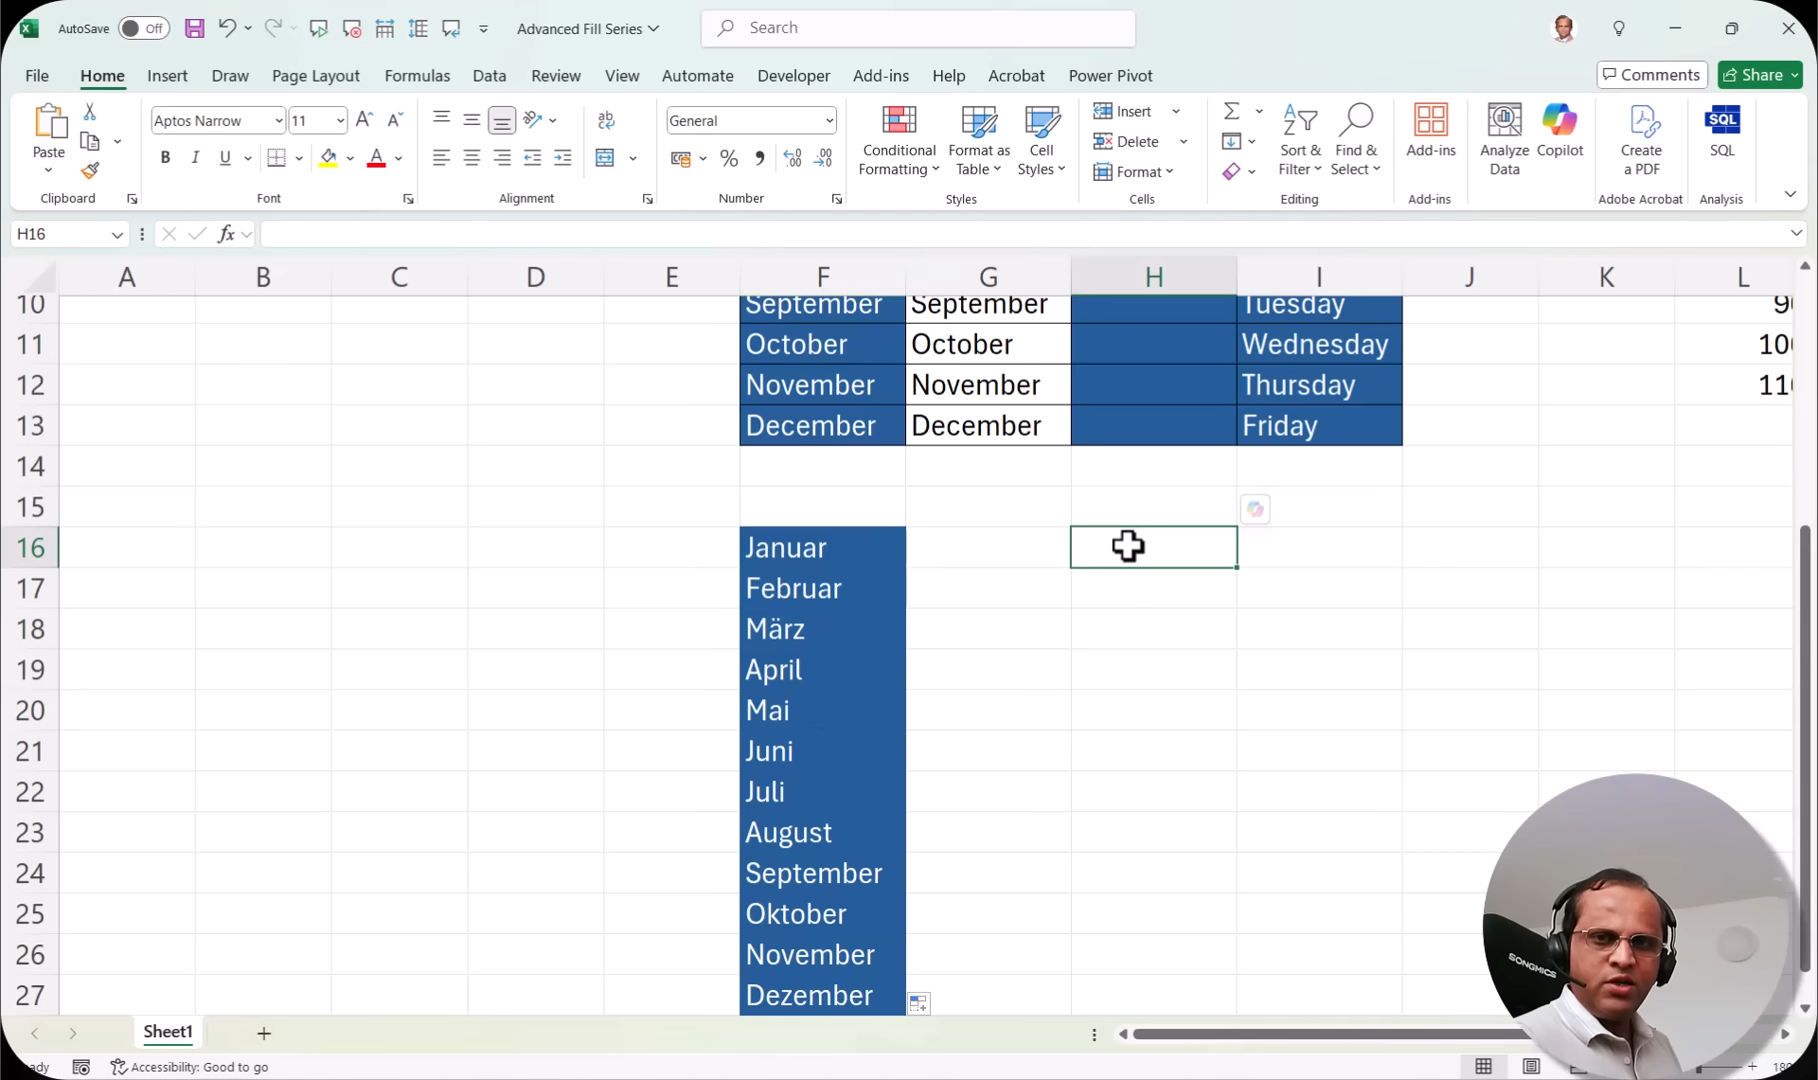 AutoSave Off Advanced Fill Series Search
File Home Insert Draw Page Layout Formulas Data Review View Automate Developer Add-ins Help Acrobat Power Pivot Comments Share
Paste
Clipboard
Aptos Narrow 11
B I U
Font
ab
Alignment
General
%
Number
Conditional Formatting
Format as Table
Cell Styles
Styles
Insert
Delete
Format
Cells
Sort & Filter
Find & Select
Editing
Add-ins
Add-ins
Analyze Data
Copilot
Create a PDF
Adobe Acrobat
SQL
SQL
Analysis
H16 fx
A B C D E F G H I J K L
10 September September Tuesday
11 October October Wednesday
12 November November Thursday
13 December December Friday
14
15
16 Januar
17 Februar
18 März
19 April
20 Mai
21 Juni
22 Juli
23 August
24 September
25 Oktober
26 November
27 Dezember
SONGMICS
Sheet1
Accessibility: Good to go